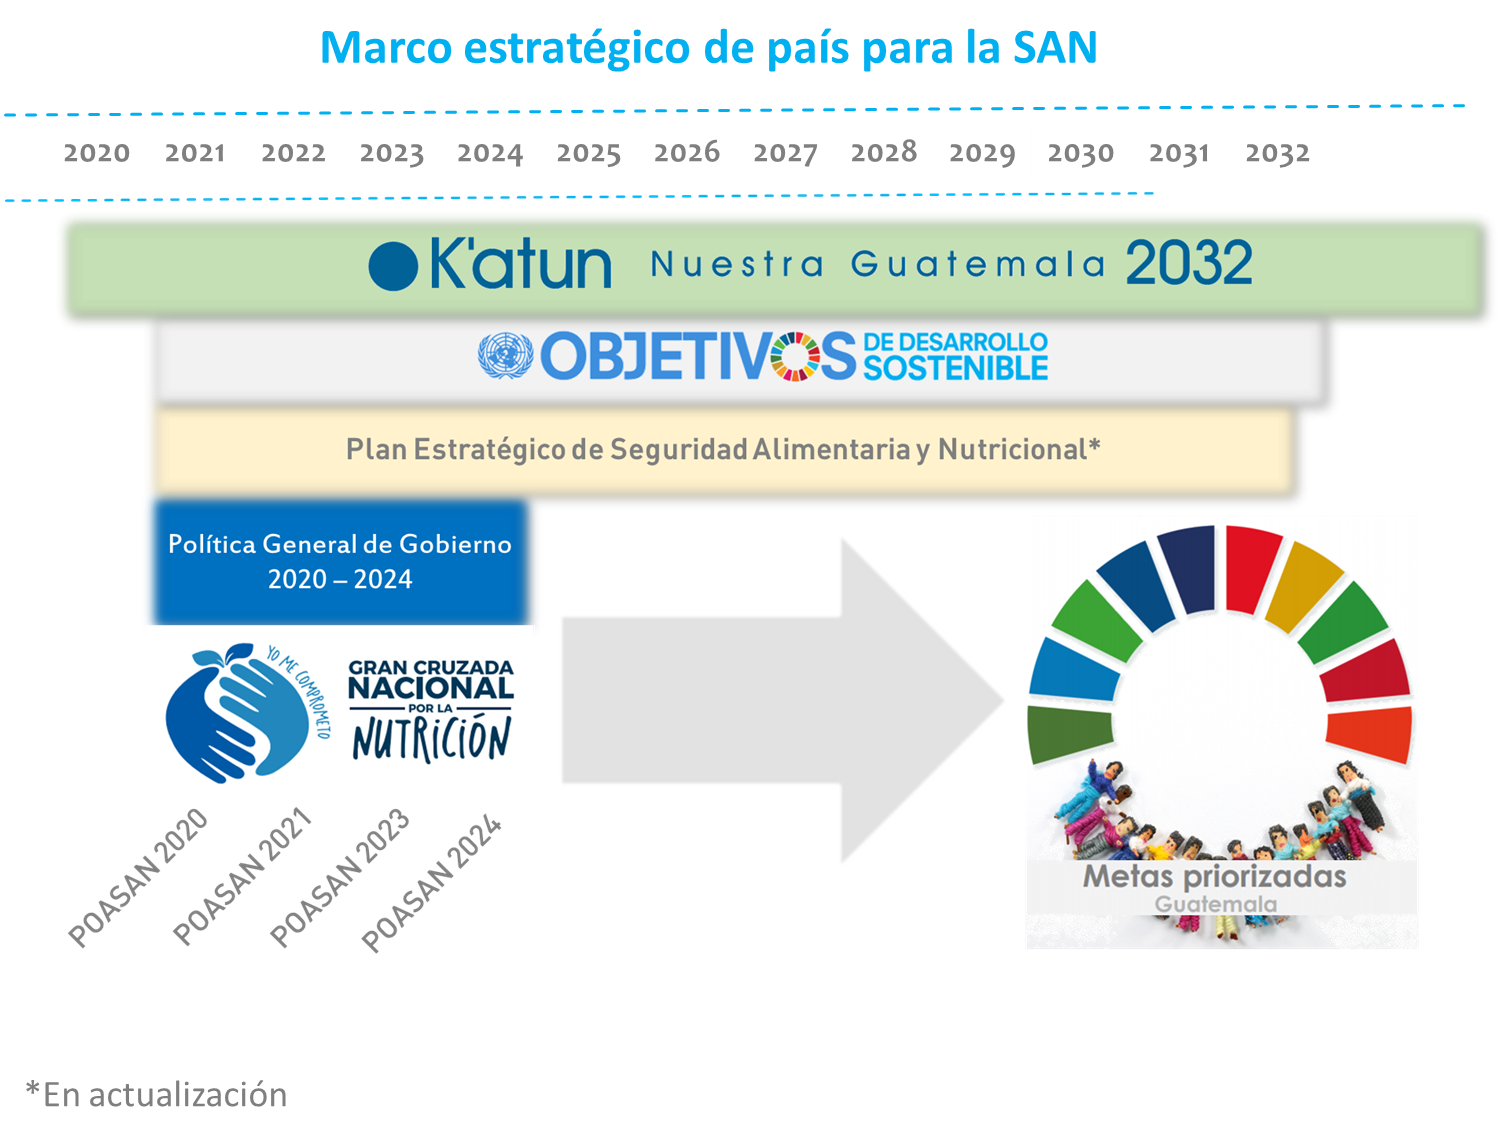 Marco estratégico de país para la SAN
2020 2021 2022 2023 2024 2025 2026 2027 2028 2029 2030 2031 2032
K'atun Nuestra Guatemala 2032
OBJETIVOS DE DESARROLLO
SOSTENIBLE
Plan Estratégico de Seguridad Alimentaria y Nutricional*
Política General de Gobierno
2020 – 2024
YO ME COMPROMETO
GRAN CRUZADA
NACIONAL
POR LA
NUTRICIÓN
POASAN 2020
POASAN 2021
POASAN 2023
POASAN 2024
Metas priorizadas
Guatemala
*En actualización